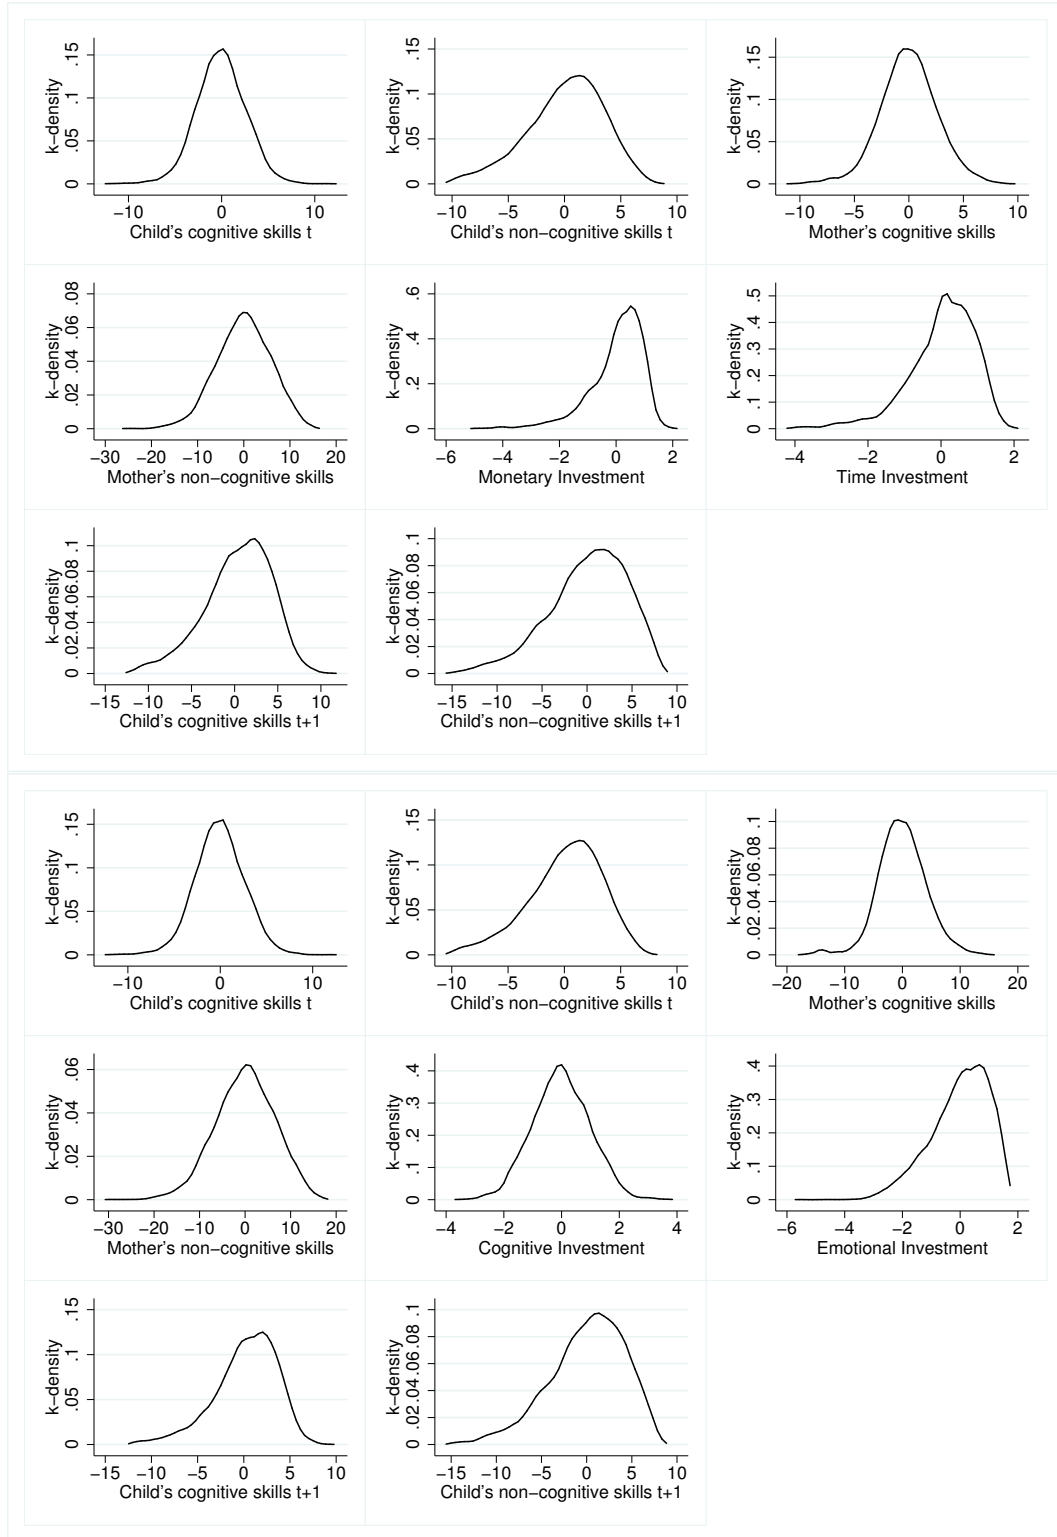 k−density
0 .05 .1 .15
−10 0 10
Child's cognitive skills t
k−density
0 .05 .1 .15
−10 −5 0 5 10
Child's non−cognitive skills t
k−density
0 .05 .1 .15
−10 −5 0 5 10
Mother's cognitive skills
k−density
0 .02 .04 .06 .08
−30 −20 −10 0 10 20
Mother's non−cognitive skills
k−density
0 .2 .4 .6
−6 −4 −2 0 2
Monetary Investment
k−density
0 .1 .2 .3 .4 .5
−4 −2 0 2
Time Investment
k−density
0 .02 .04 .06 .08 .1
−15 −10 −5 0 5 10
Child's cognitive skills t+1
k−density
0 .02 .04 .06 .08 .1
−15 −10 −5 0 5 10
Child's non−cognitive skills t+1
k−density
0 .05 .1 .15
−10 0 10
Child's cognitive skills t
k−density
0 .05 .1 .15
−10 −5 0 5 10
Child's non−cognitive skills t
k−density
0 .02 .04 .06 .08 .1
−20 −10 0 10 20
Mother's cognitive skills
k−density
0 .02 .04 .06
−30 −20 −10 0 10 20
Mother's non−cognitive skills
k−density
0 .1 .2 .3 .4
−4 −2 0 2 4
Cognitive Investment
k−density
0 .1 .2 .3 .4
−6 −4 −2 0 2
Emotional Investment
k−density
0 .05 .1 .15
−15 −10 −5 0 5 10
Child's cognitive skills t+1
k−density
0 .02 .04 .06 .08 .1
−15 −10 −5 0 5 10
Child's non−cognitive skills t+1